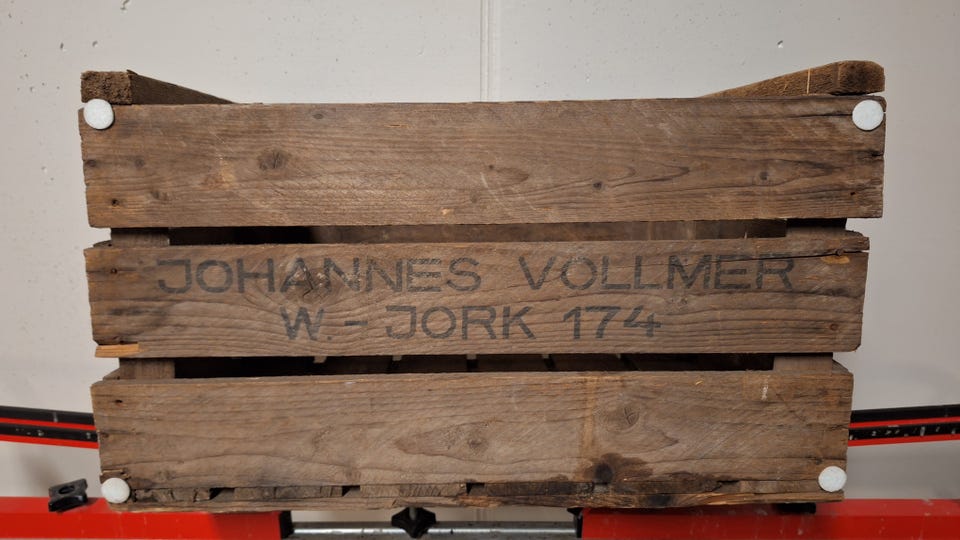 JOHANNES VOLLMER
W.- JORK 174